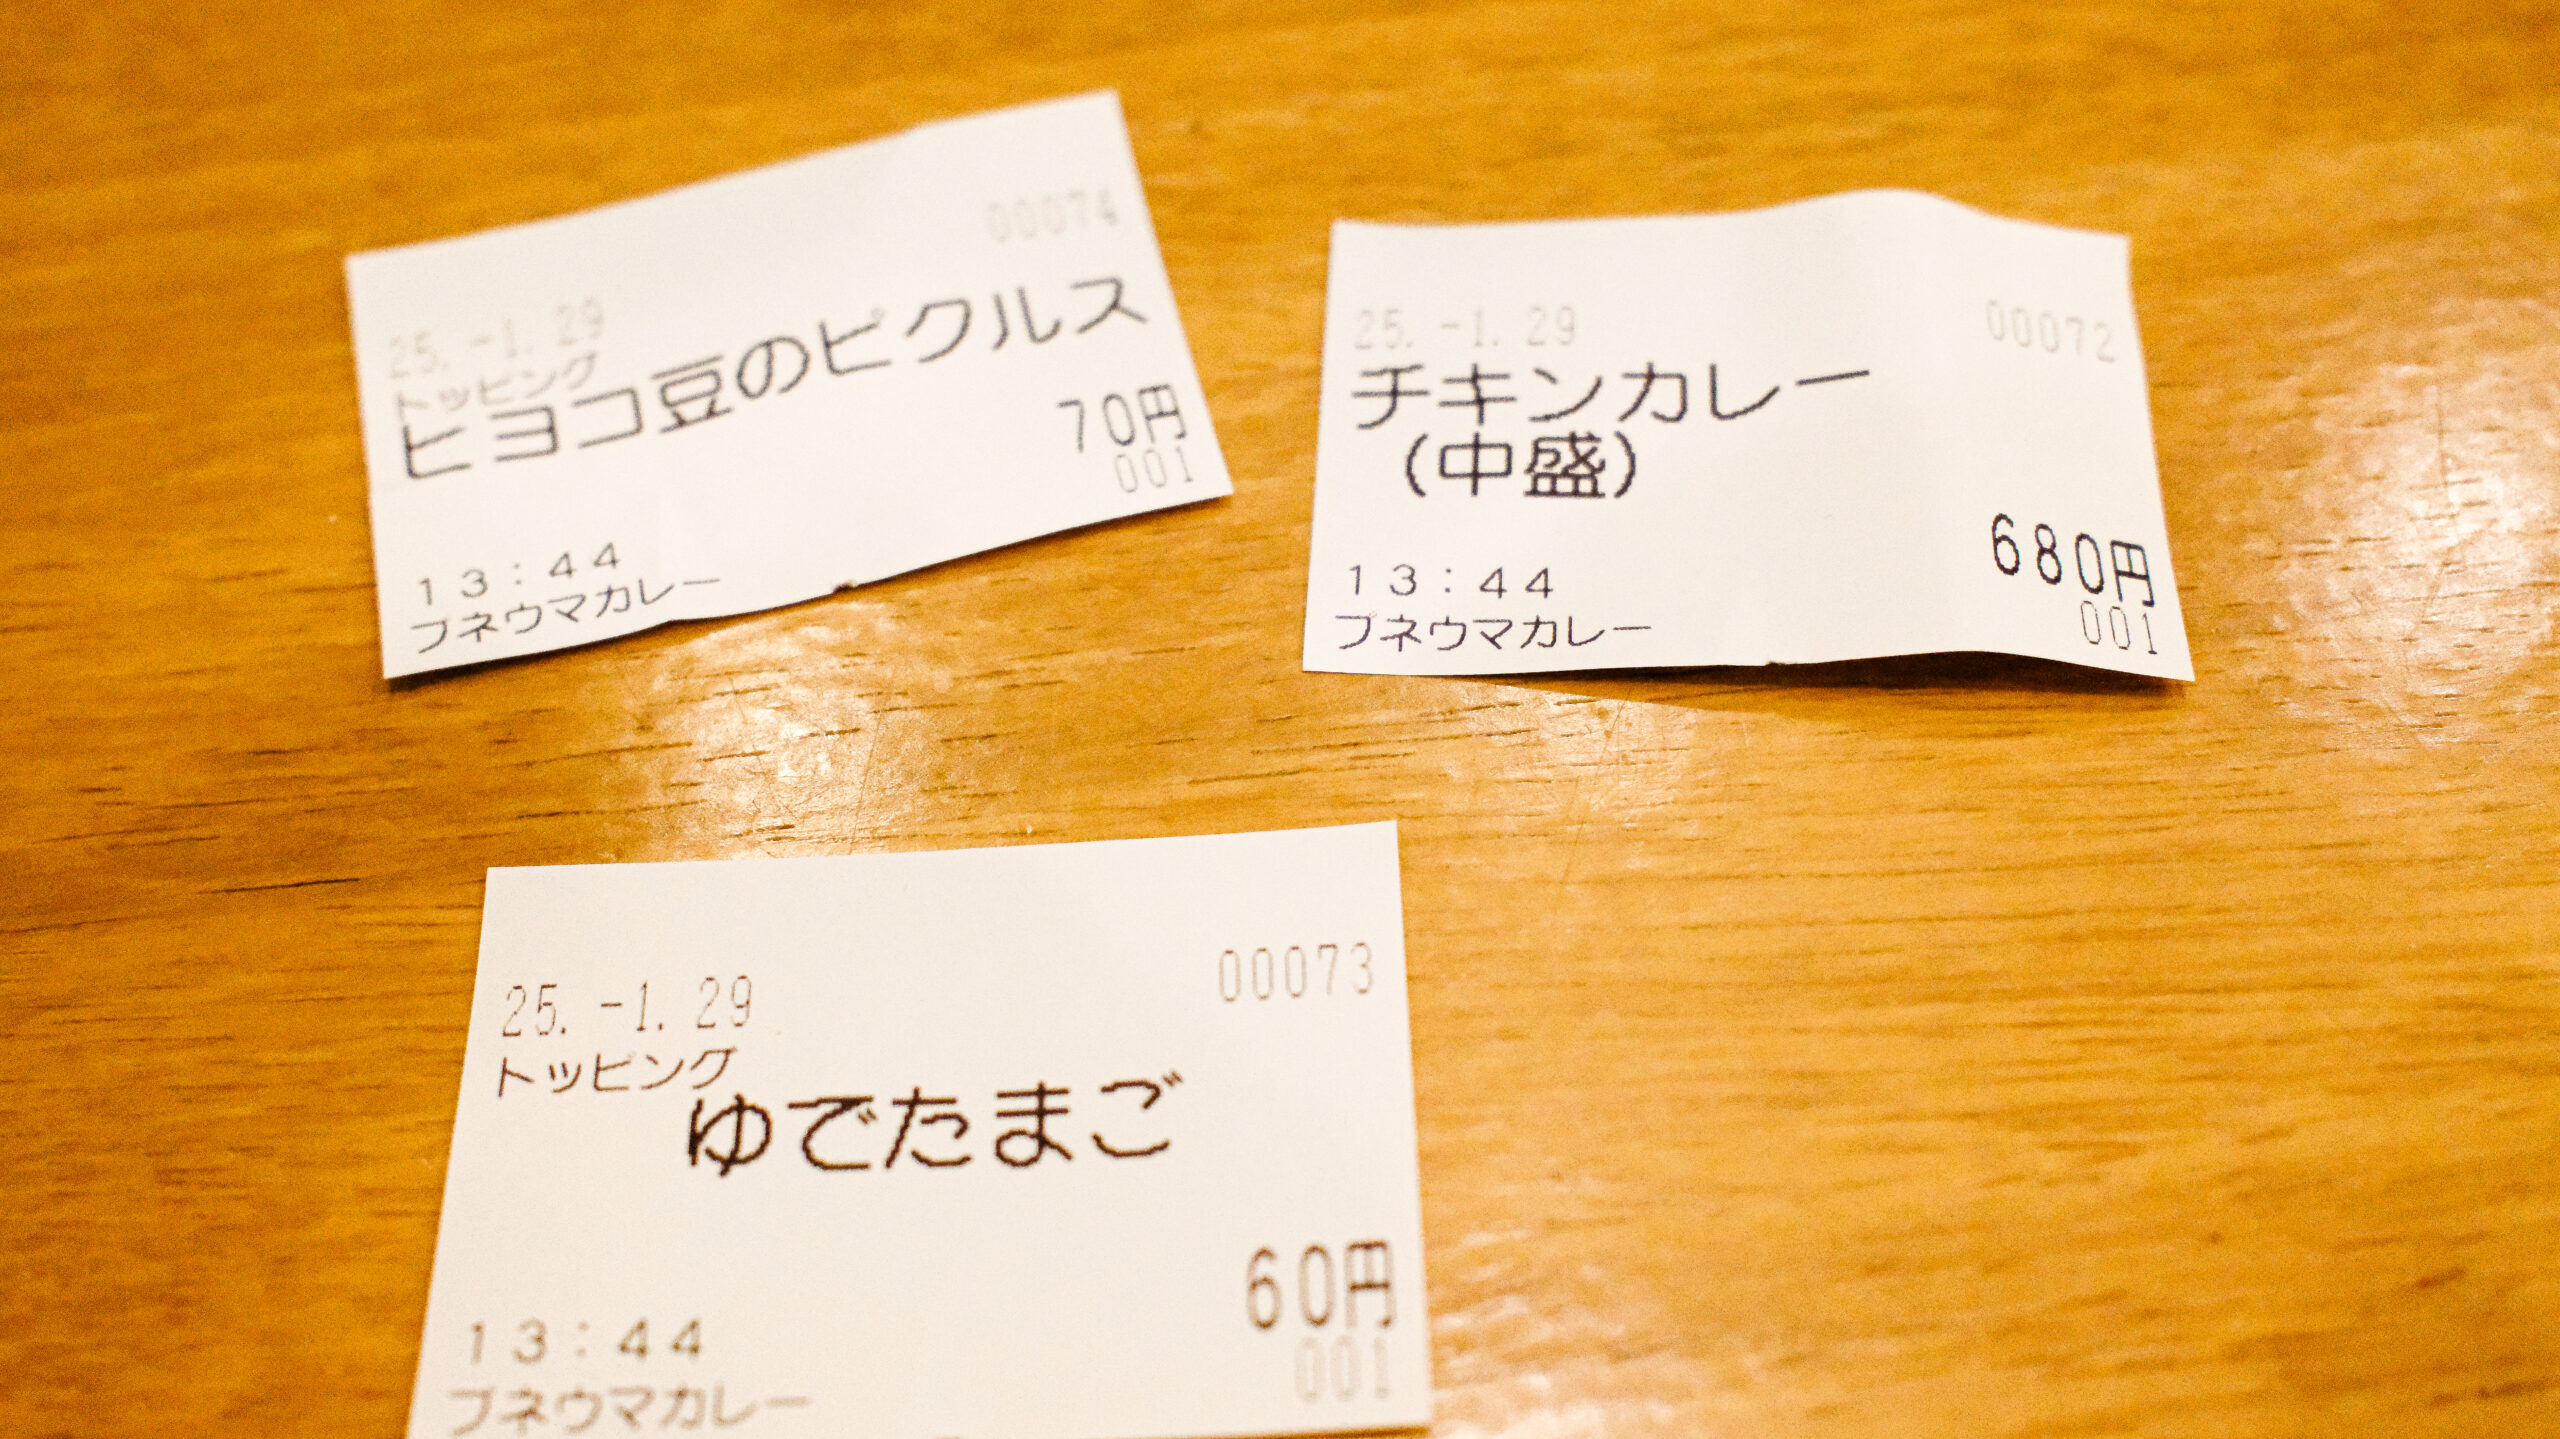 00074
25.-1.29
トッピング
ヒヨコ豆のピクルス
70円
001
13:44
プネウマカレー
00072
25.-1.29
チキンカレー
(中盛)
680円
001
13:44
プネウマカレー
00073
25.-1.29
トッピング
ゆでたまご
60円
001
13:44
プネウマカレー